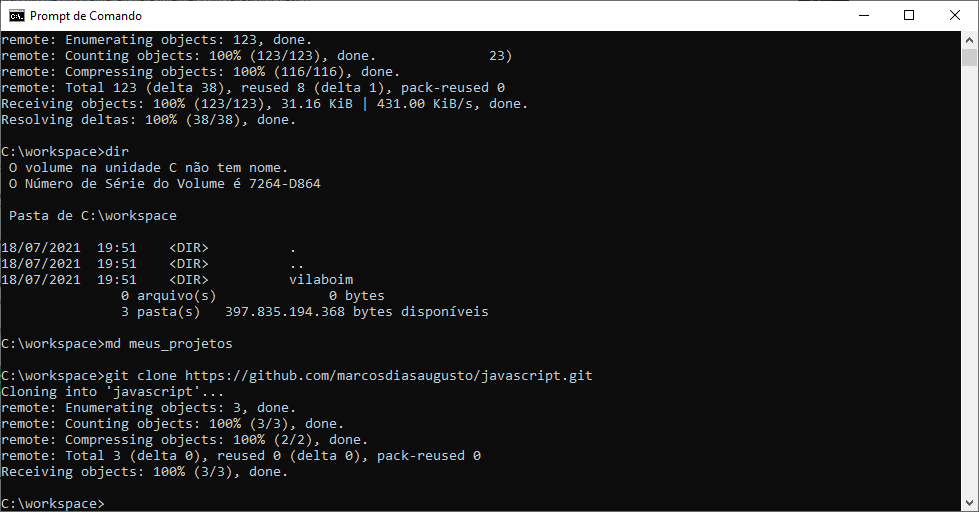 Prompt de Comando
remote: Enumerating objects: 123, done.
remote: Counting objects: 100% (123/123), done.              23)
remote: Compressing objects: 100% (116/116), done.
remote: Total 123 (delta 38), reused 8 (delta 1), pack-reused 0
Receiving objects: 100% (123/123), 31.16 KiB | 431.00 KiB/s, done.
Resolving deltas: 100% (38/38), done.
C:\workspace>dir
 O volume na unidade C não tem nome.
 O Número de Série do Volume é 7264-D864
 Pasta de C:\workspace
18/07/2021  19:51    <DIR>          .
18/07/2021  19:51    <DIR>          ..
18/07/2021  19:51    <DIR>          vilaboim
               0 arquivo(s)              0 bytes
               3 pasta(s)   397.835.194.368 bytes disponíveis
C:\workspace>md meus_projetos
C:\workspace>git clone https://github.com/marcosdiasaugusto/javascript.git
Cloning into 'javascript'...
remote: Enumerating objects: 3, done.
remote: Counting objects: 100% (3/3), done.
remote: Compressing objects: 100% (2/2), done.
remote: Total 3 (delta 0), reused 0 (delta 0), pack-reused 0
Receiving objects: 100% (3/3), done.
C:\workspace>